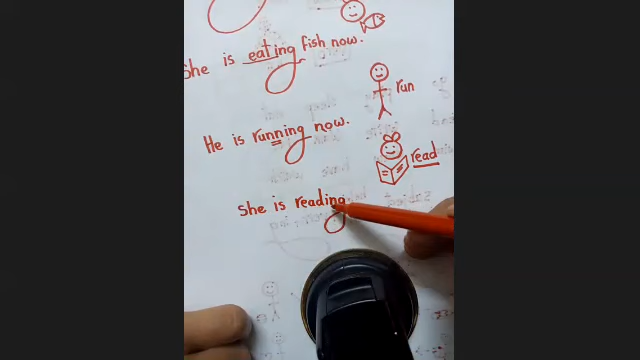 She is eating fish now.
run
He is running now.
read
She is reading